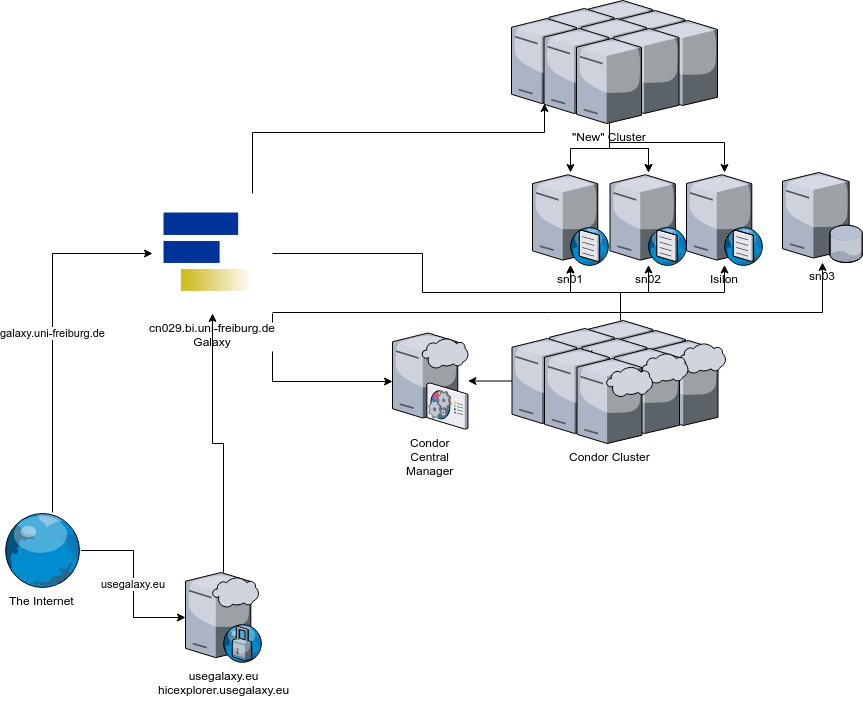 "New" Cluster
sn01
sn02
Isilon
sn03
cn029.bi.uni-freiburg.de
Galaxy
galaxy.uni-freiburg.de
Condor
Central
Manager
Condor Cluster
usegalaxy.eu
The Internet
usegalaxy.eu
hicexplorer.usegalaxy.eu